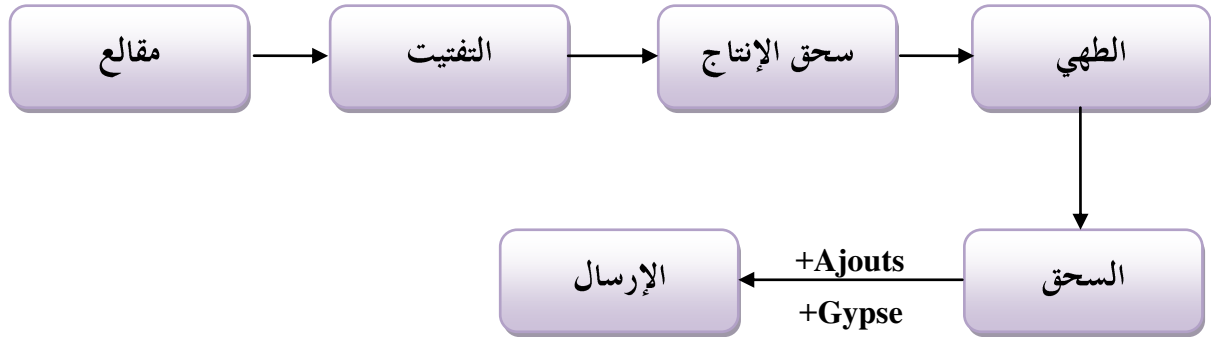 مقالع
التفتيت
سحق الإنتاج
الطهي
السحق
+Ajouts
+Gypse
الإرسال